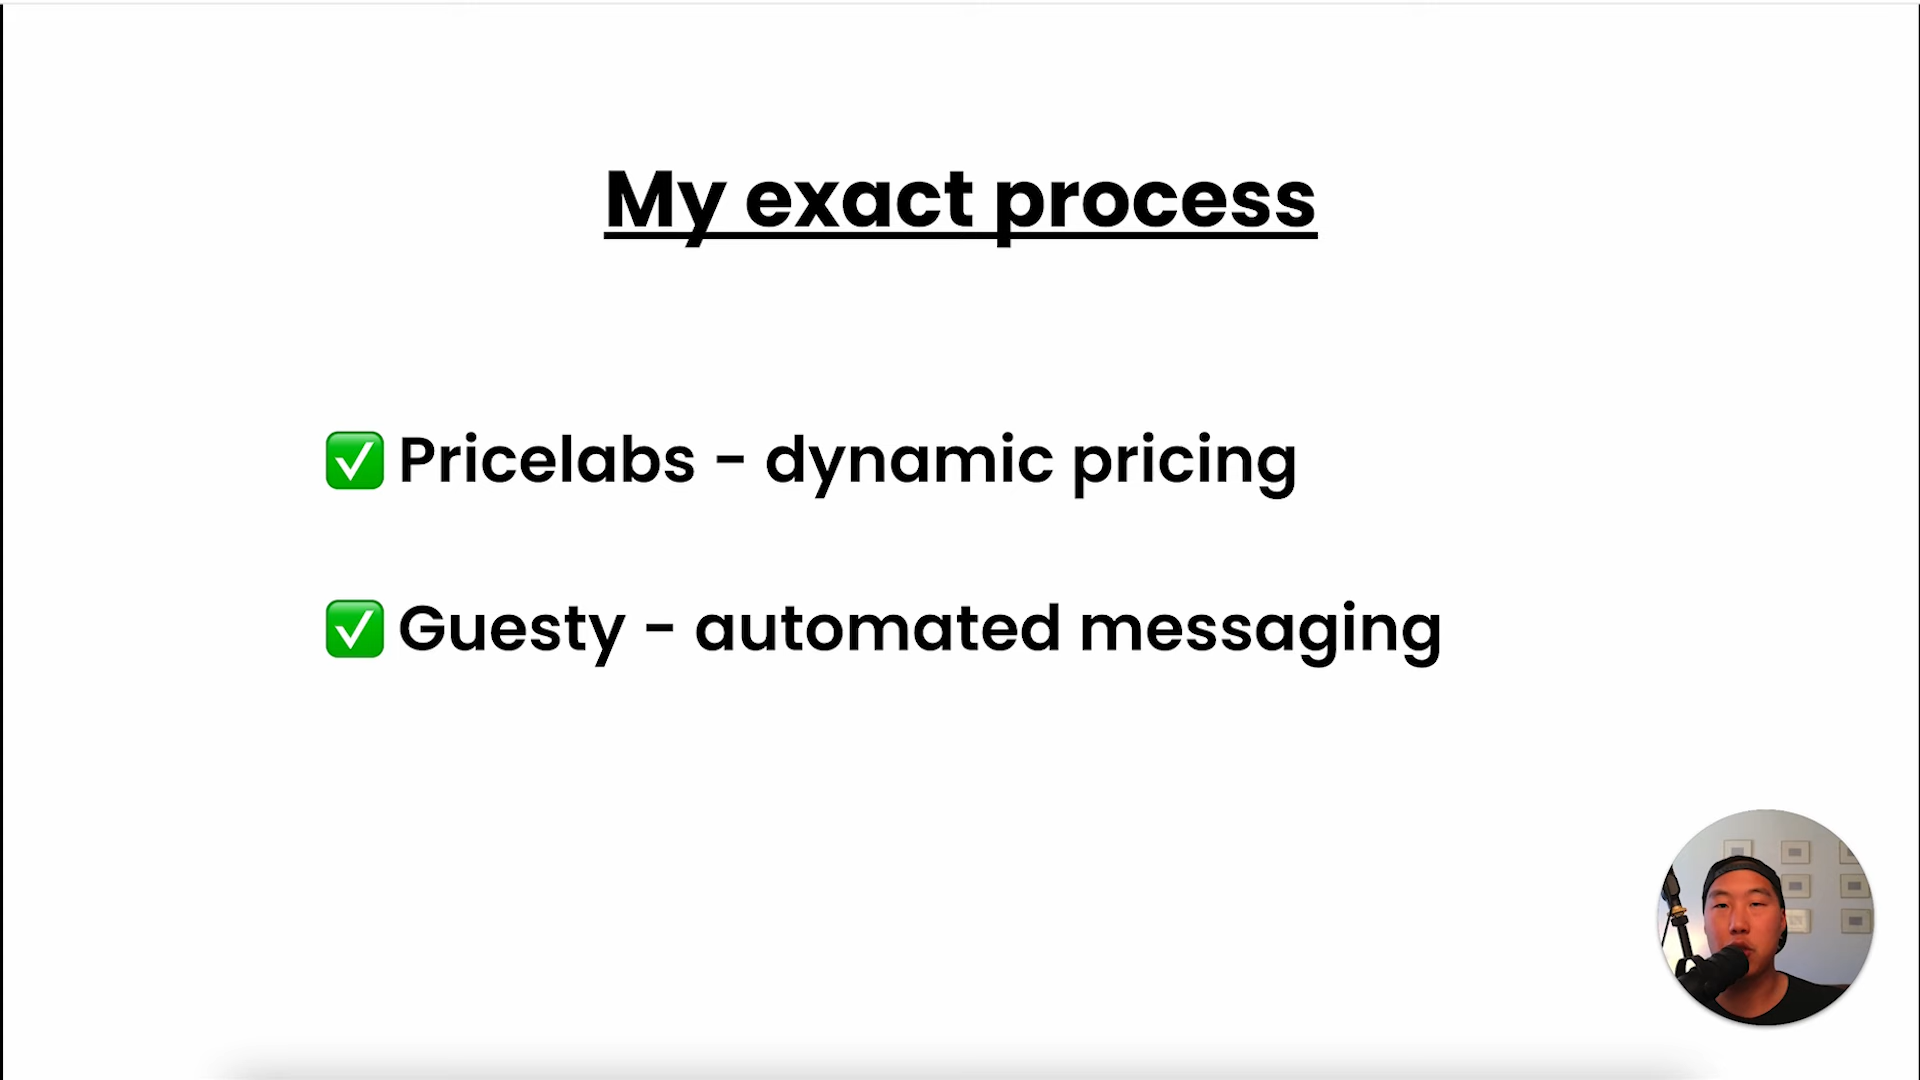 My exact process
✅ Pricelabs - dynamic pricing
✅ Guesty - automated messaging